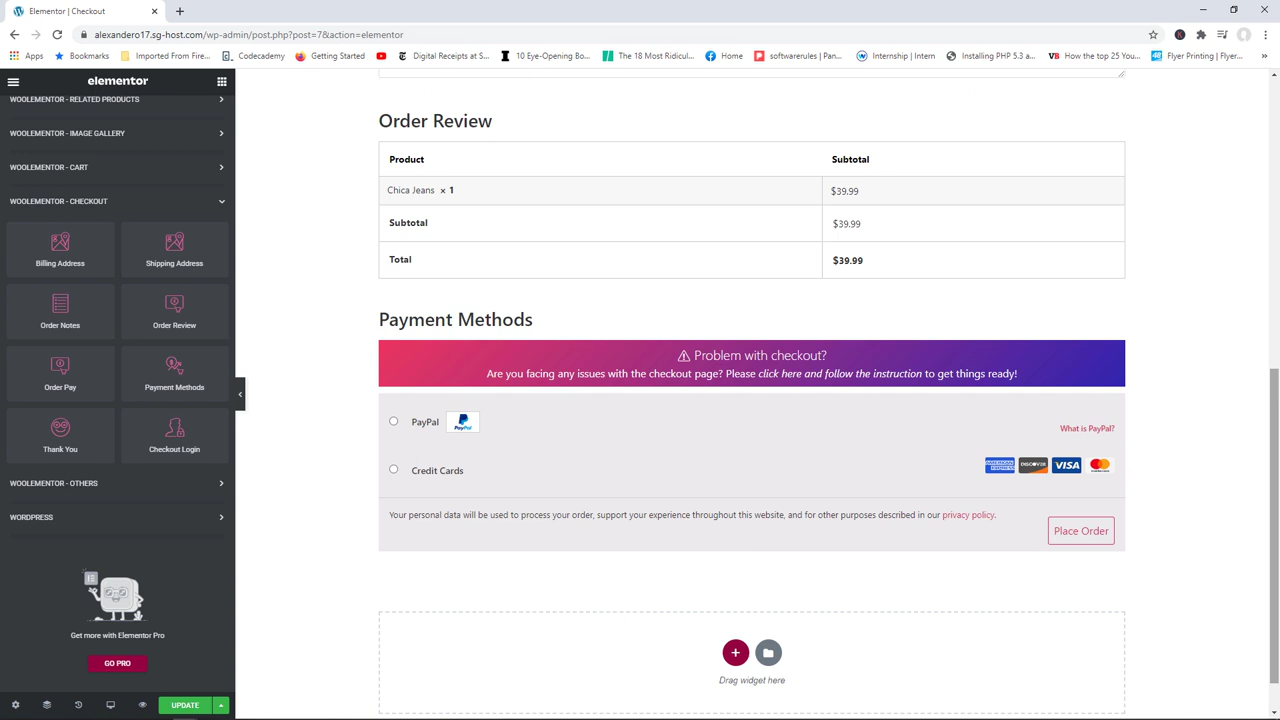 Elementor | Checkout
alexandero17.sg-host.com/wp-admin/post.php?post=7&action=elementor
Apps Bookmarks Imported From Fire... Codecademy Getting Started Digital Receipts at S... 10 Eye-Opening Bo... The 18 Most Ridicul... Home softwarerules | Pan... Internship | Intern Installing PHP 5.3 a... How the top 25 You... Flyer Printing | Flyer... »
elementor
WOOLEMENTOR - RELATED PRODUCTS
WOOLEMENTOR - IMAGE GALLERY
WOOLEMENTOR - CART
WOOLEMENTOR - CHECKOUT
Billing Address Shipping Address
Order Notes Order Review
Order Pay Payment Methods
Thank You Checkout Login
WOOLEMENTOR - OTHERS
WORDPRESS
Get more with Elementor Pro
GO PRO
UPDATE
Order Review
Product Subtotal
Chica Jeans × 1 $39.99
Subtotal $39.99
Total $39.99
Payment Methods
Problem with checkout?
Are you facing any issues with the checkout page? Please click here and follow the instruction to get things ready!
PayPal PayPal What is PayPal?
Credit Cards DISCOVER VISA
Your personal data will be used to process your order, support your experience throughout this website, and for other purposes described in our privacy policy.
Place Order
Drag widget here